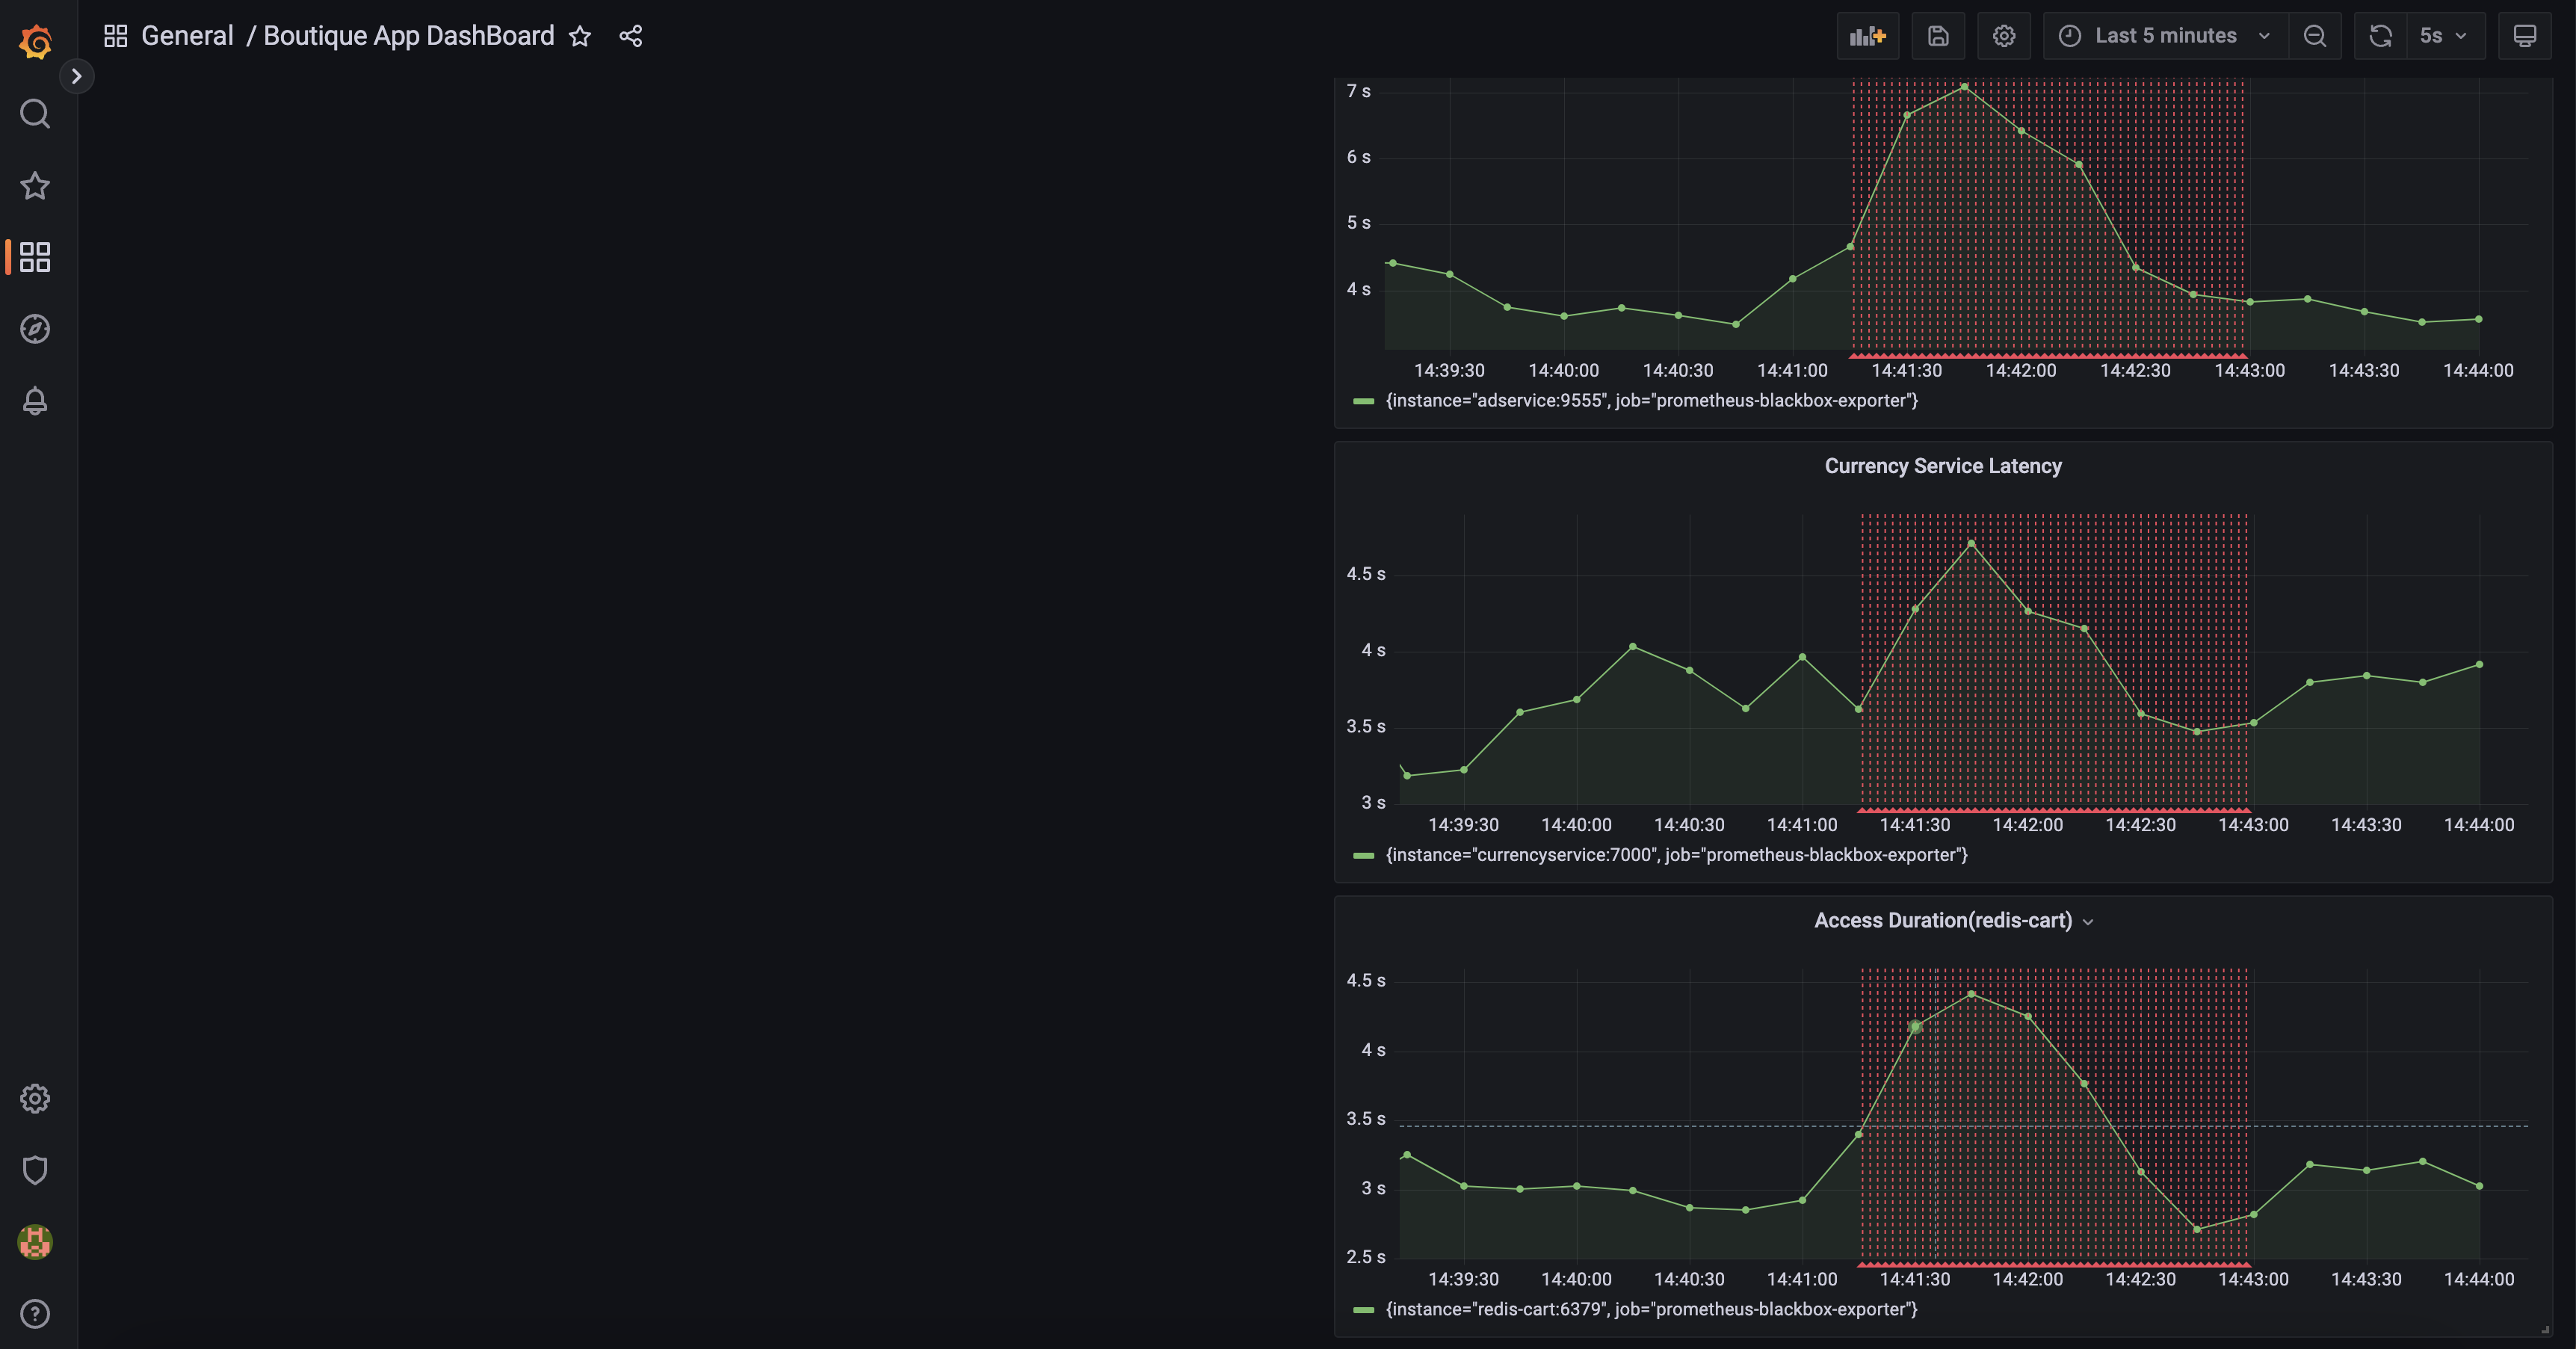 General / Boutique App DashBoard
Last 5 minutes
5s
7 s
6 s
5 s
4 s
14:39:30 14:40:00 14:40:30 14:41:00 14:41:30 14:42:00 14:42:30 14:43:00 14:43:30 14:44:00
{instance="adservice:9555", job="prometheus-blackbox-exporter"}
Currency Service Latency
4.5 s
4 s
3.5 s
3 s
14:39:30 14:40:00 14:40:30 14:41:00 14:41:30 14:42:00 14:42:30 14:43:00 14:43:30 14:44:00
{instance="currencyservice:7000", job="prometheus-blackbox-exporter"}
Access Duration(redis-cart)
4.5 s
4 s
3.5 s
3 s
2.5 s
14:39:30 14:40:00 14:40:30 14:41:00 14:41:30 14:42:00 14:42:30 14:43:00 14:43:30 14:44:00
{instance="redis-cart:6379", job="prometheus-blackbox-exporter"}